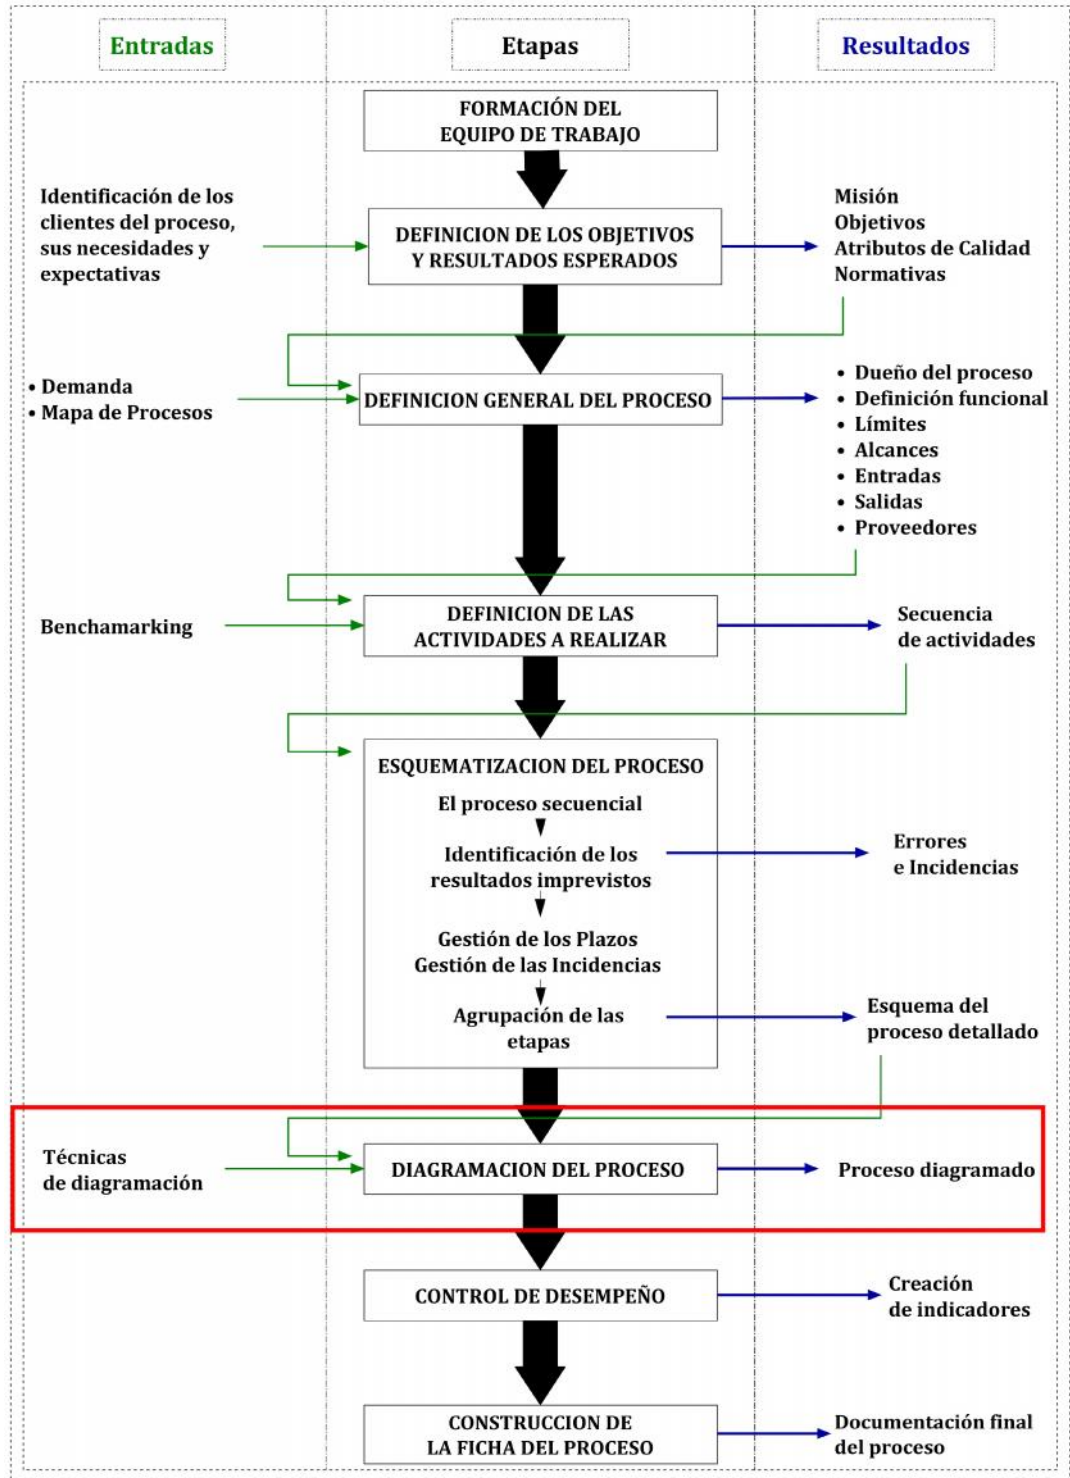 Entradas
Etapas
Resultados
FORMACIÓN DEL
EQUIPO DE TRABAJO
Identificación de los
clientes del proceso,
sus necesidades y
expectativas
DEFINICION DE LOS OBJETIVOS
Y RESULTADOS ESPERADOS
Misión
Objetivos
Atributos de Calidad
Normativas
• Demanda
• Mapa de Procesos
DEFINICION GENERAL DEL PROCESO
• Dueño del proceso
• Definición funcional
• Límites
• Alcances
• Entradas
• Salidas
• Proveedores
Benchamarking
DEFINICION DE LAS
ACTIVIDADES A REALIZAR
Secuencia
de actividades
ESQUEMATIZACION DEL PROCESO
El proceso secuencial
Identificación de los
resultados imprevistos
Errores
e Incidencias
Gestión de los Plazos
Gestión de las Incidencias
Agrupación de las
etapas
Esquema del
proceso detallado
Técnicas
de diagramación
DIAGRAMACION DEL PROCESO
Proceso diagramado
CONTROL DE DESEMPEÑO
Creación
de indicadores
CONSTRUCCION DE
LA FICHA DEL PROCESO
Documentación final
del proceso